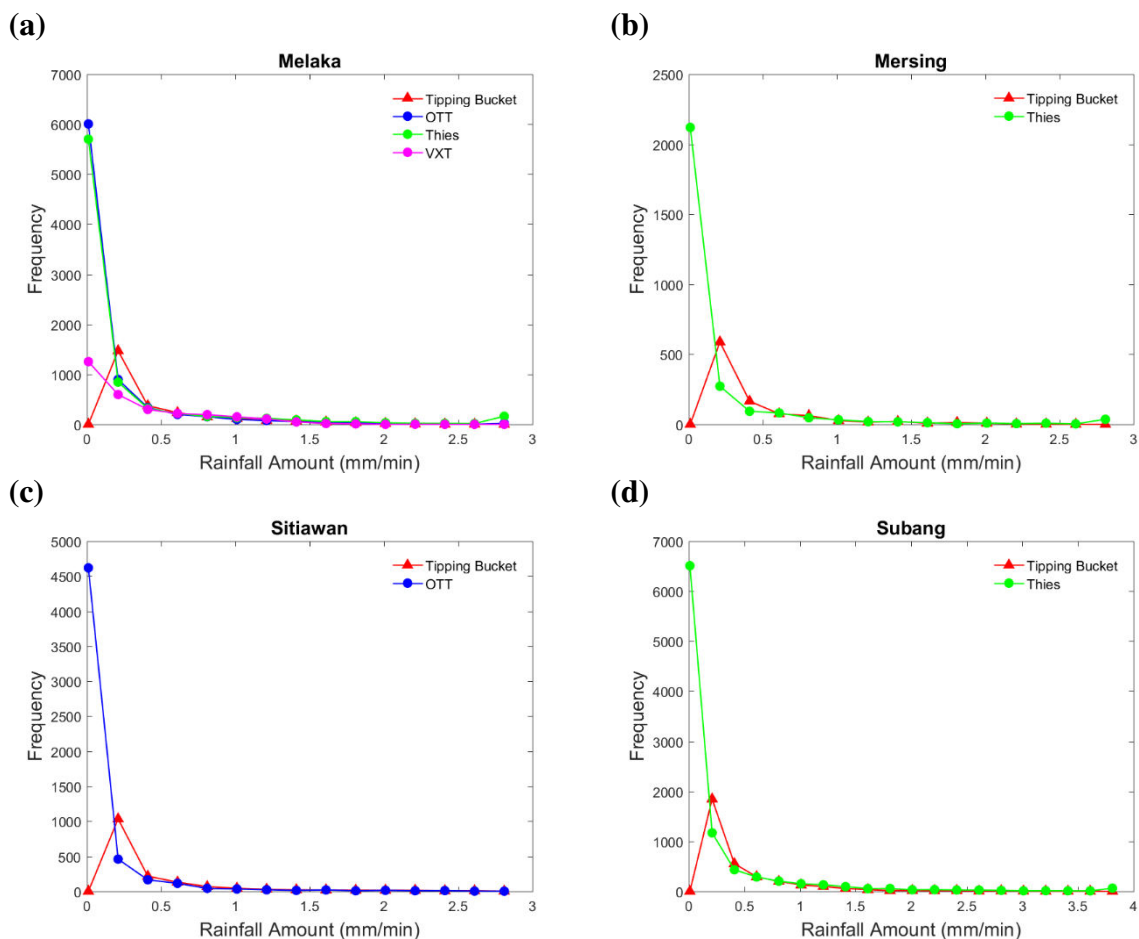 (a)
Melaka
7000
6000
5000
4000
3000
2000
1000
0
Frequency
0 0.5 1 1.5 2 2.5 3
Rainfall Amount (mm/min)
Tipping Bucket
OTT
Thies
VXT
(b)
Mersing
2500
2000
1500
1000
500
0
Frequency
0 0.5 1 1.5 2 2.5 3
Rainfall Amount (mm/min)
Tipping Bucket
Thies
(c)
Sitiawan
5000
4500
4000
3500
3000
2500
2000
1500
1000
500
0
Frequency
0 0.5 1 1.5 2 2.5 3
Rainfall Amount (mm/min)
Tipping Bucket
OTT
(d)
Subang
7000
6000
5000
4000
3000
2000
1000
0
Frequency
0 0.5 1 1.5 2 2.5 3 3.5 4
Rainfall Amount (mm/min)
Tipping Bucket
Thies